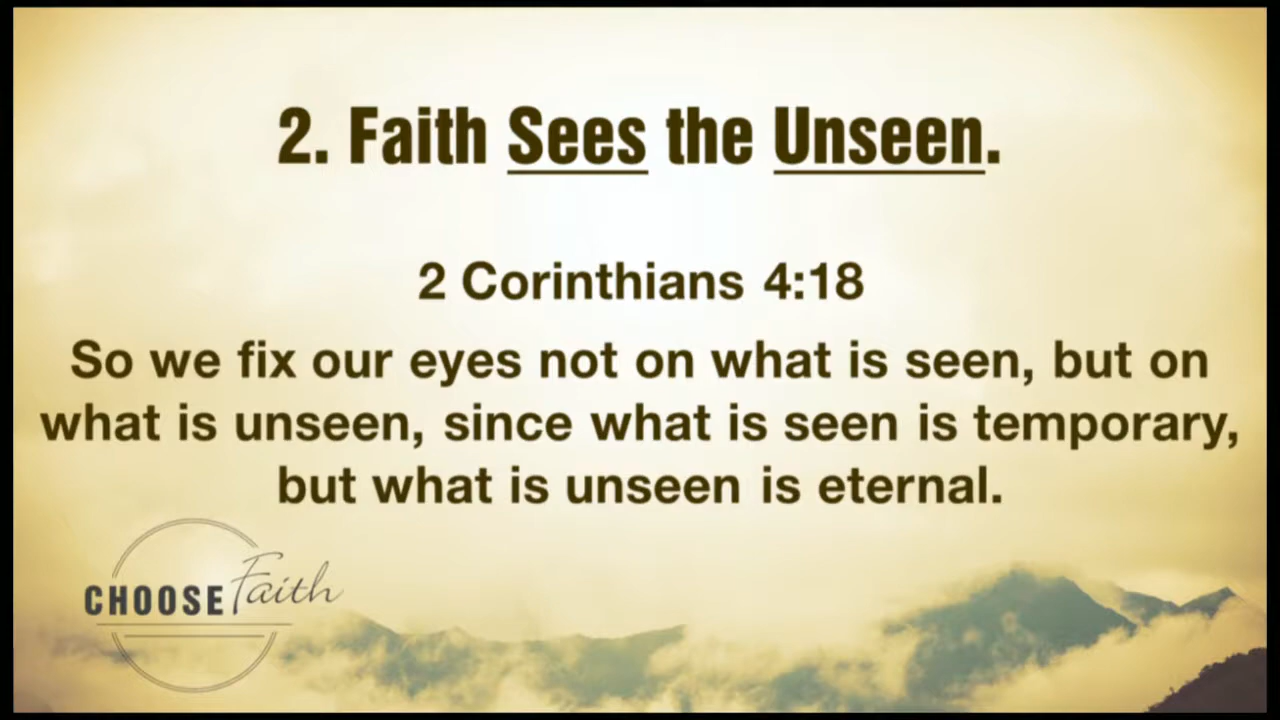 2. Faith Sees the Unseen.
2 Corinthians 4:18
So we fix our eyes not on what is seen, but on
what is unseen, since what is seen is temporary,
but what is unseen is eternal.
CHOOSE Faith